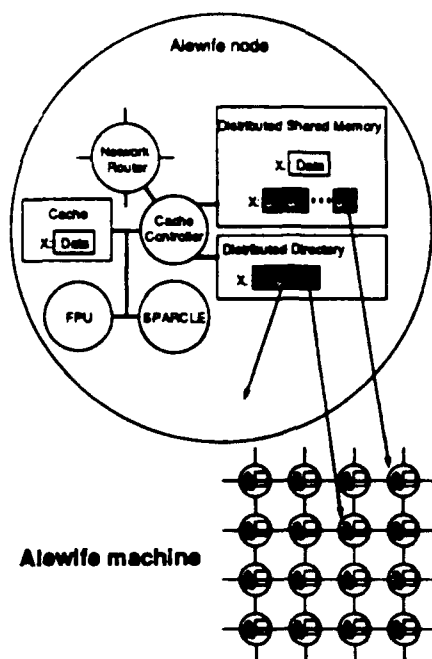 Alewife node
Distributed Shared Memory
X: Data
X:
Network
Router
Cache
X: Data
Cache
Controller
Distributed Directory
X:
FPU
SPARCLE
Alewife machine